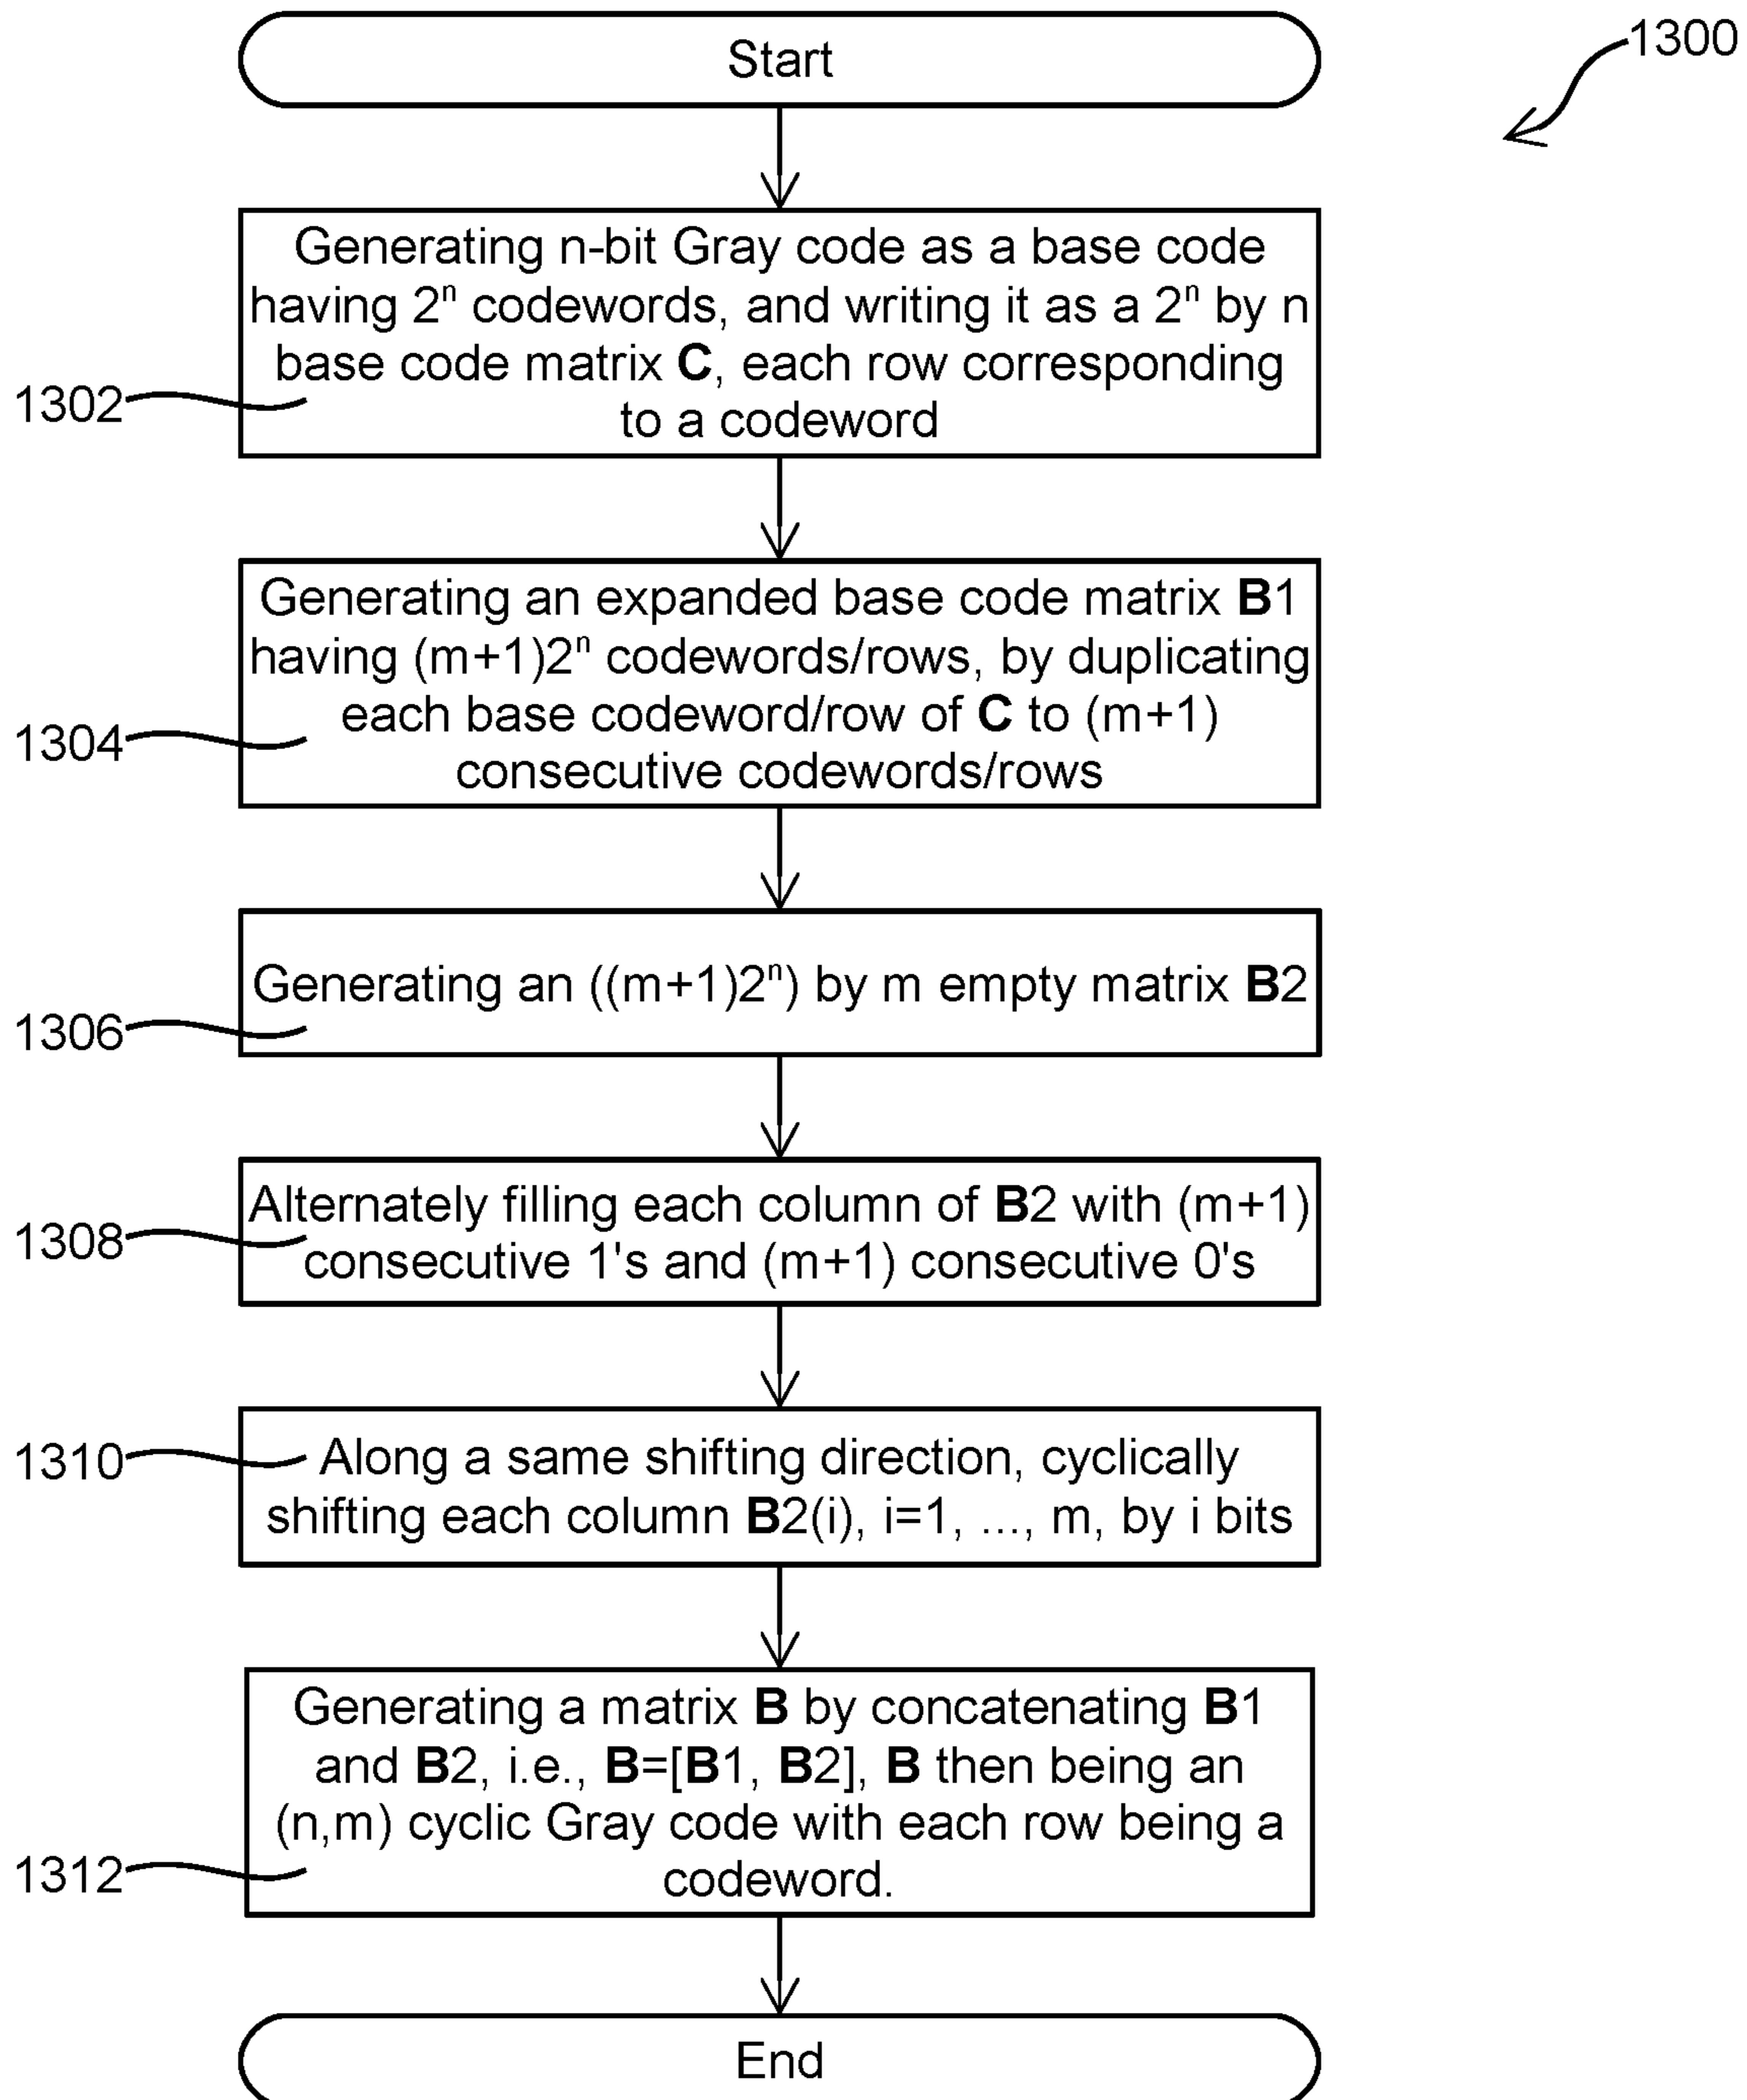 Start
1300
Generating n-bit Gray code as a base code
having 2ⁿ codewords, and writing it as a 2ⁿ by n
base code matrix C, each row corresponding
to a codeword
1302
Generating an expanded base code matrix B1
having (m+1)2ⁿ codewords/rows, by duplicating
each base codeword/row of C to (m+1)
consecutive codewords/rows
1304
Generating an ((m+1)2ⁿ) by m empty matrix B2
1306
Alternately filling each column of B2 with (m+1)
consecutive 1's and (m+1) consecutive 0's
1308
Along a same shifting direction, cyclically
shifting each column B2(i), i=1, ..., m, by i bits
1310
Generating a matrix B by concatenating B1
and B2, i.e., B=[B1, B2], B then being an
(n,m) cyclic Gray code with each row being a
codeword.
1312
End